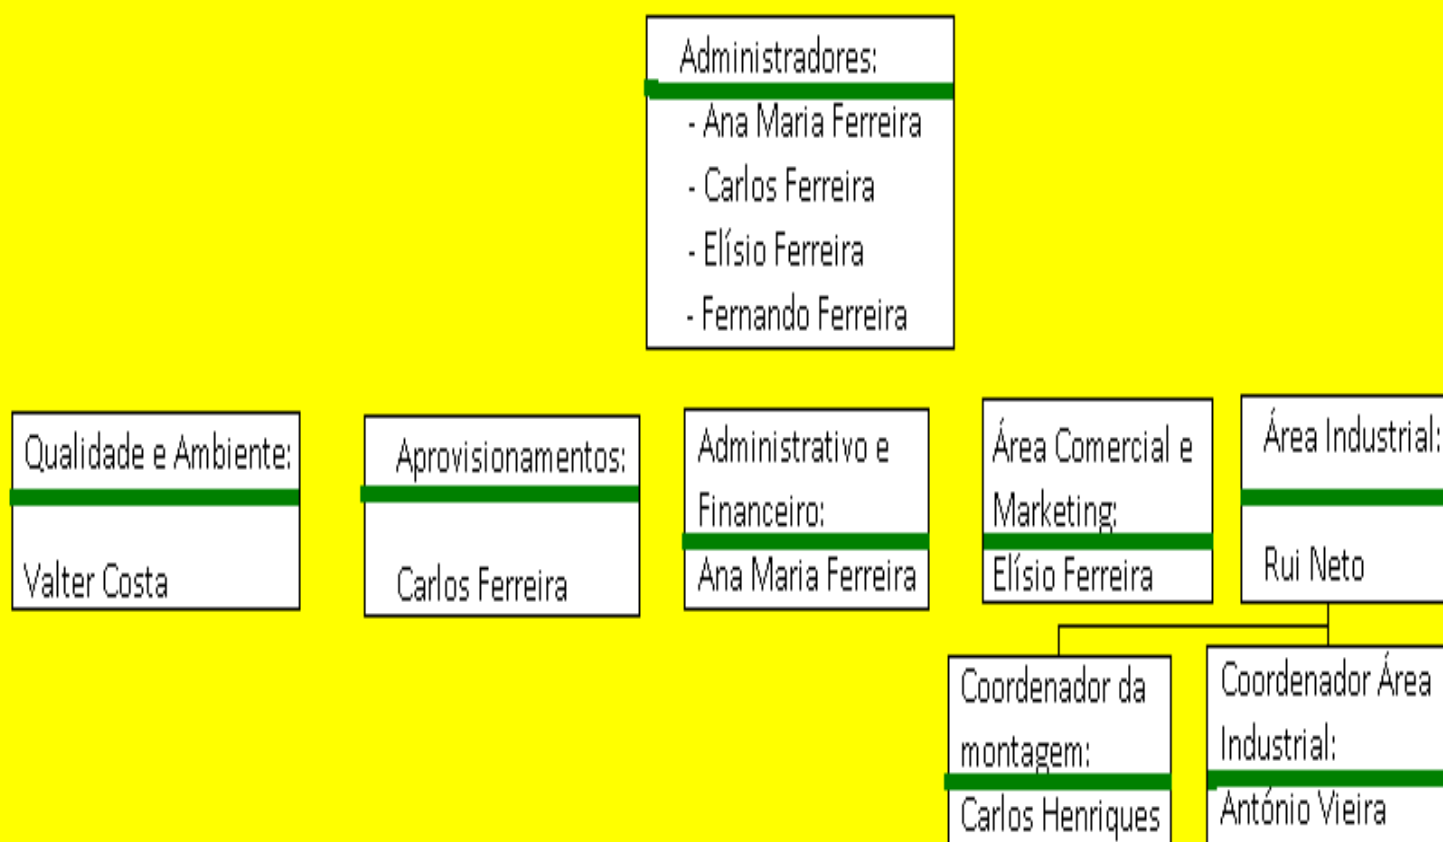 Administradores:
- Ana Maria Ferreira
- Carlos Ferreira
- Elísio Ferreira
- Fernando Ferreira
Qualidade e Ambiente:
Valter Costa
Aprovisionamentos:
Carlos Ferreira
Administrativo e
Financeiro:
Ana Maria Ferreira
Área Comercial e
Marketing:
Elísio Ferreira
Área Industrial:
Rui Neto
Coordenador da
montagem:
Carlos Henriques
Coordenador Área
Industrial:
António Vieira